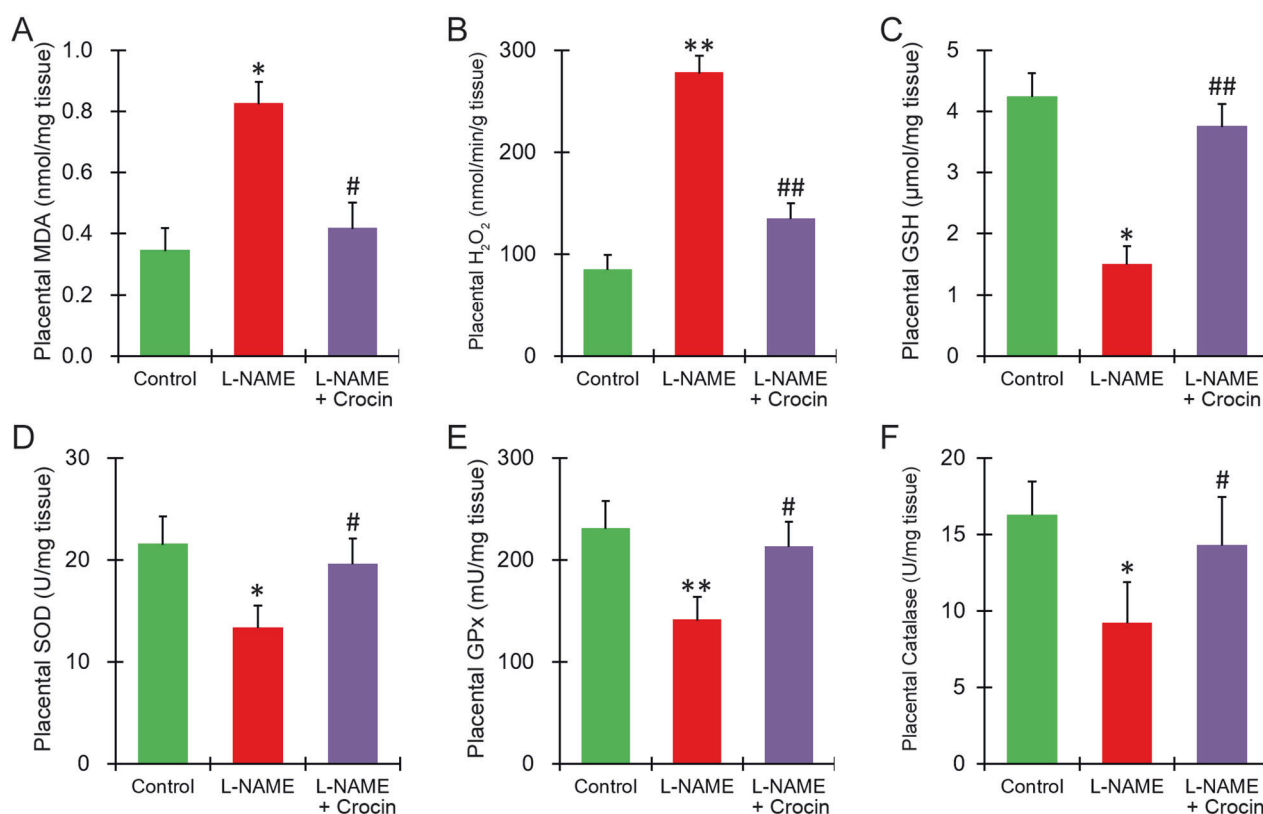 A
Placental MDA (nmol/mg tissue)
1.0
0.8
0.6
0.4
0.2
0.0
*
#
Control
L-NAME
L-NAME
+ Crocin
B
Placental H₂O₂ (nmol/min/g tissue)
300
200
100
0
**
##
Control
L-NAME
L-NAME
+ Crocin
C
Placental GSH (µmol/mg tissue)
5
4
3
2
1
0
*
##
Control
L-NAME
L-NAME
+ Crocin
D
Placental SOD (U/mg tissue)
30
20
10
0
*
#
Control
L-NAME
L-NAME
+ Crocin
E
Placental GPx (mU/mg tissue)
300
200
100
0
**
#
Control
L-NAME
L-NAME
+ Crocin
F
Placental Catalase (U/mg tissue)
20
15
10
5
0
*
#
Control
L-NAME
L-NAME
+ Crocin